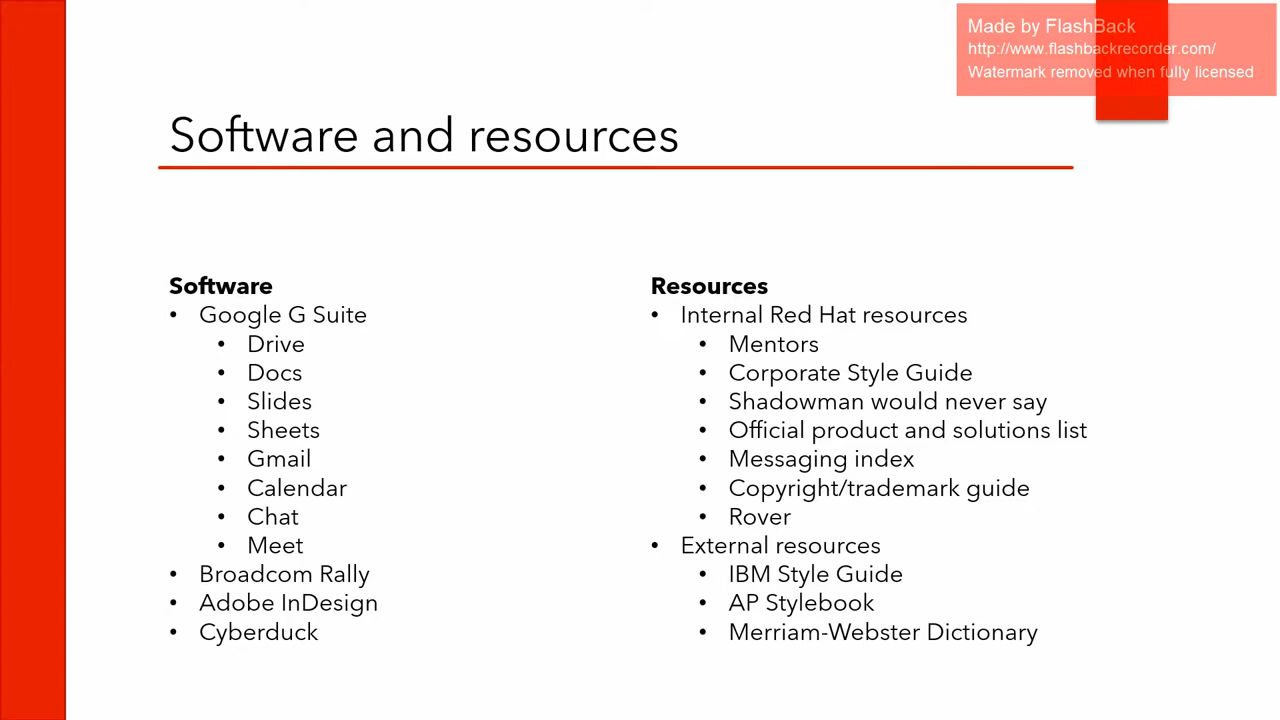 Made by FlashBack
http://www.flashbackrecorder.com/
Watermark removed when fully licensed
Software and resources
Software
• Google G Suite
• Drive
• Docs
• Slides
• Sheets
• Gmail
• Calendar
• Chat
• Meet
• Broadcom Rally
• Adobe InDesign
• Cyberduck
Resources
• Internal Red Hat resources
• Mentors
• Corporate Style Guide
• Shadowman would never say
• Official product and solutions list
• Messaging index
• Copyright/trademark guide
• Rover
• External resources
• IBM Style Guide
• AP Stylebook
• Merriam-Webster Dictionary